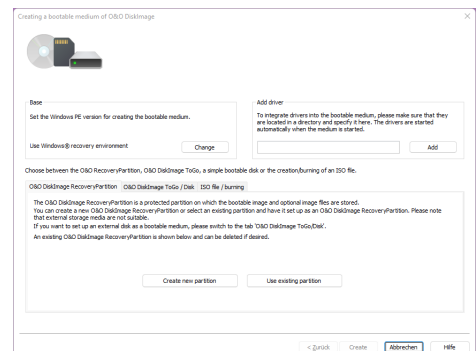 Creating a bootable medium of O&O DiskImage
Base
Set the Windows PE version for creating the bootable medium.
Use Windows® recovery environment
Change
Add driver
To integrate drivers into the bootable medium, please make sure that they
are located in a directory and specify it here. The drivers are started
automatically when the medium is started.
Add
Choose between the O&O RecoveryPartition, O&O DiskImage ToGo, a simple bootable disk or the creation/burning of an ISO file.
O&O DiskImage RecoveryPartition O&O DiskImage ToGo / Disk ISO file / burning
The O&O DiskImage RecoveryPartition is a protected partition on which the bootable image and optional image files are stored.
You can create a new O&O DiskImage RecoveryPartition or select an existing partition and have it set up as an O&O DiskImage RecoveryPartition. Please note
that external storage media are not suitable.
If you want to set up an external disk as a bootable medium, please switch to the tab 'O&O DiskImage ToGo/Disk'.
An existing O&O DiskImage RecoveryPartition is shown below and can be deleted if desired.
Create new partition
Use existing partition
< Zurück Create Abbrechen Hilfe